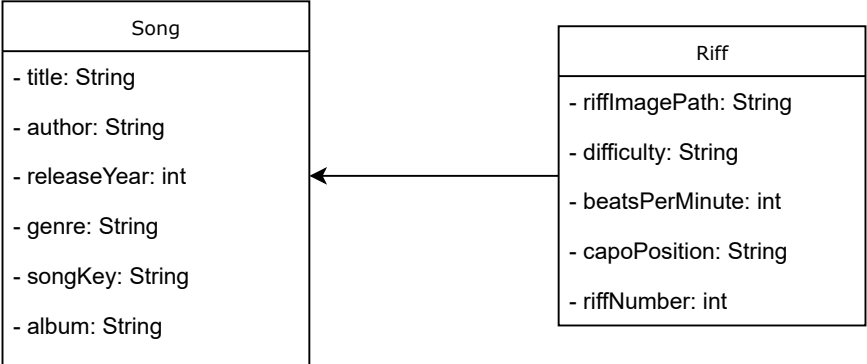 Song
- title: String
- author: String
- releaseYear: int
- genre: String
- songKey: String
- album: String
Riff
- riffImagePath: String
- difficulty: String
- beatsPerMinute: int
- capoPosition: String
- riffNumber: int